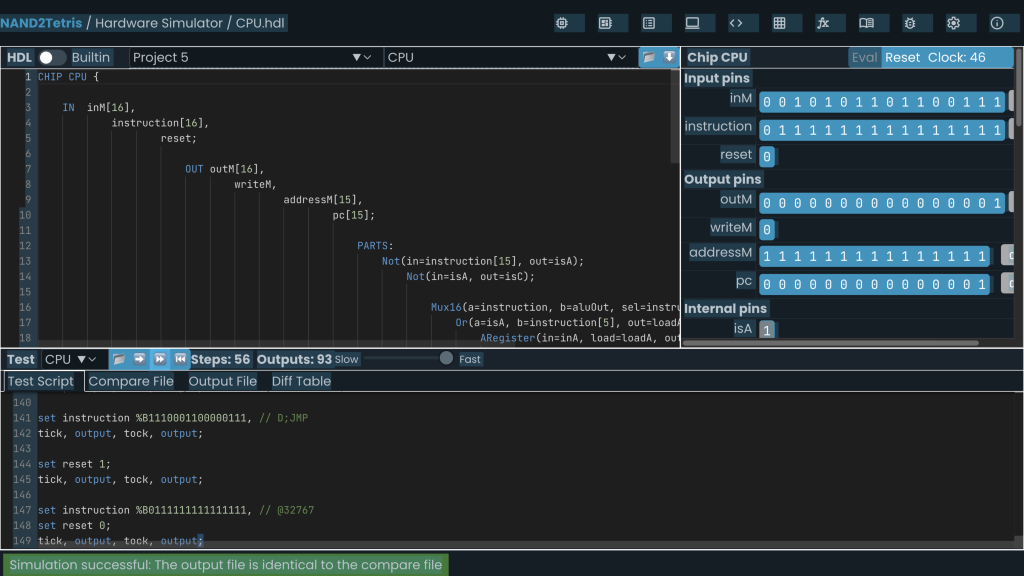 NAND2Tetris / Hardware Simulator / CPU.hdl
HDL Builtin Project 5 CPU
1 CHIP CPU {
2
3 IN inM[16],
4 instruction[16],
5 reset;
6
7 OUT outM[16],
8 writeM,
9 addressM[15],
10 pc[15];
11
12 PARTS:
13 Not(in=instruction[15], out=isA);
14 Not(in=isA, out=isC);
15
16 Mux16(a=instruction, b=aluOut, sel=instru
17 Or(a=isA, b=instruction[5], out=loadA
18 ARegister(in=inA, load=loadA, out
Chip CPU Eval Reset Clock: 46
Input pins
inM 0 0 1 0 1 0 1 1 0 1 1 0 0 1 1 1
instruction 0 1 1 1 1 1 1 1 1 1 1 1 1 1 1 1
reset 0
Output pins
outM 0 0 0 0 0 0 0 0 0 0 0 0 0 0 0 1
writeM 0
addressM 1 1 1 1 1 1 1 1 1 1 1 1 1 1 1
pc 0 0 0 0 0 0 0 0 0 0 0 0 0 0 1
Internal pins
isA 1
Test CPU Steps: 56 Outputs: 93 Slow Fast
Test Script Compare File Output File Diff Table
140
141 set instruction %B1110001100000111, // D;JMP
142 tick, output, tock, output;
143
144 set reset 1;
145 tick, output, tock, output;
146
147 set instruction %B0111111111111111, // @32767
148 set reset 0;
149 tick, output, tock, output;
Simulation successful: The output file is identical to the compare file